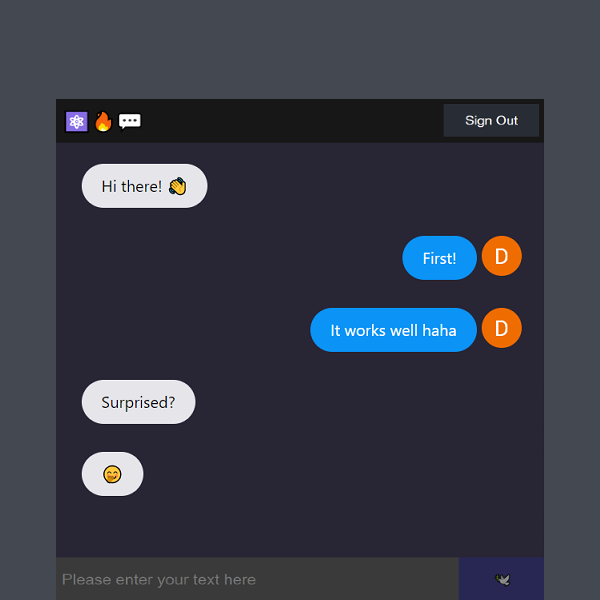 ⚛️🔥💬
Sign Out
Hi there! 👏
First!
D
It works well haha
D
Surprised?
😋
Please enter your text here
🕊️